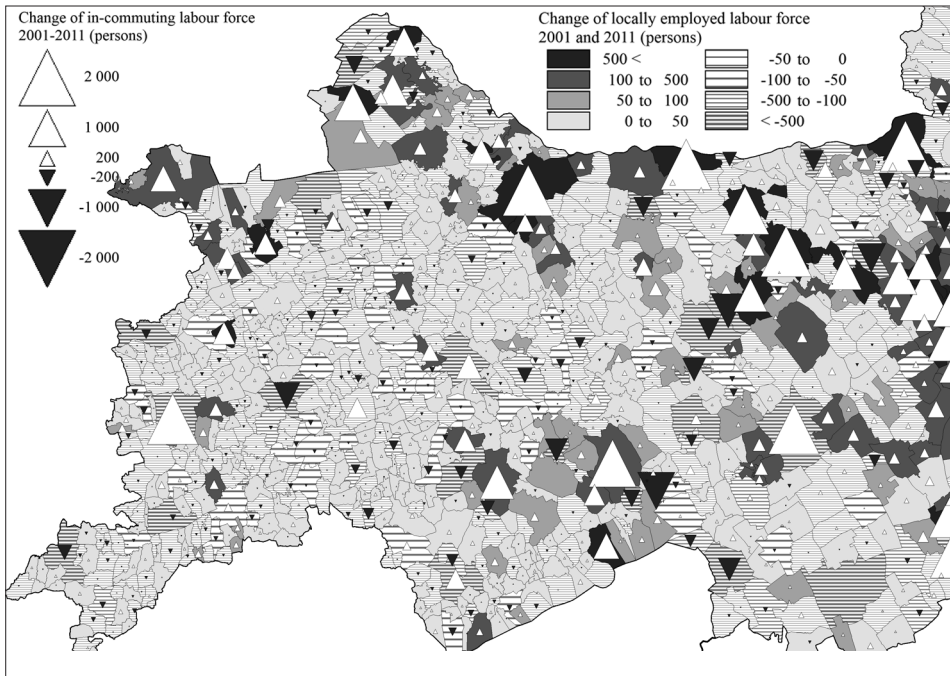 Change of in-commuting labour force
2001-2011 (persons)
2 000
1 000
200
-200
-1 000
-2 000
Change of locally employed labour force
2001 and 2011 (persons)
500 <
100 to 500
50 to 100
0 to 50
-50 to 0
-100 to -50
-500 to -100
< -500